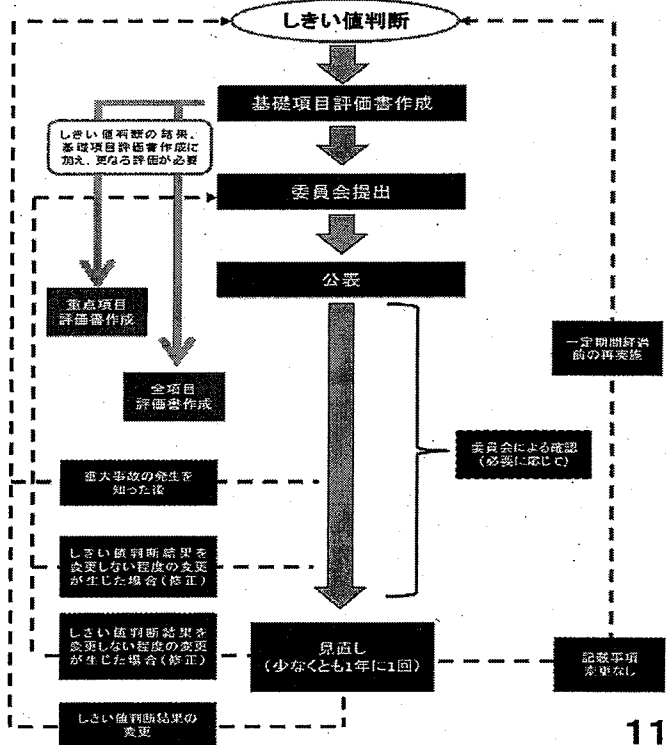 しきい値判断
基礎項目評価書作成
しきい値判断の結果、
基礎項目評価書作成に
加え、更なる評価が必要
委員会提出
公表
重点項目
評価書作成
全項目
評価書作成
一定期間経過
前の再実施
委員会による確認
(必要に応じて)
重大事故の発生を
知った後
しきい値判断結果を
変更しない程度の変更
が生じた場合(修正)
しきい値判断結果を
変更しない程度の変更
が生じた場合(修正)
見直し
(少なくとも1年に1回)
記載事項
変更なし
しきい値判断結果の
変更
11